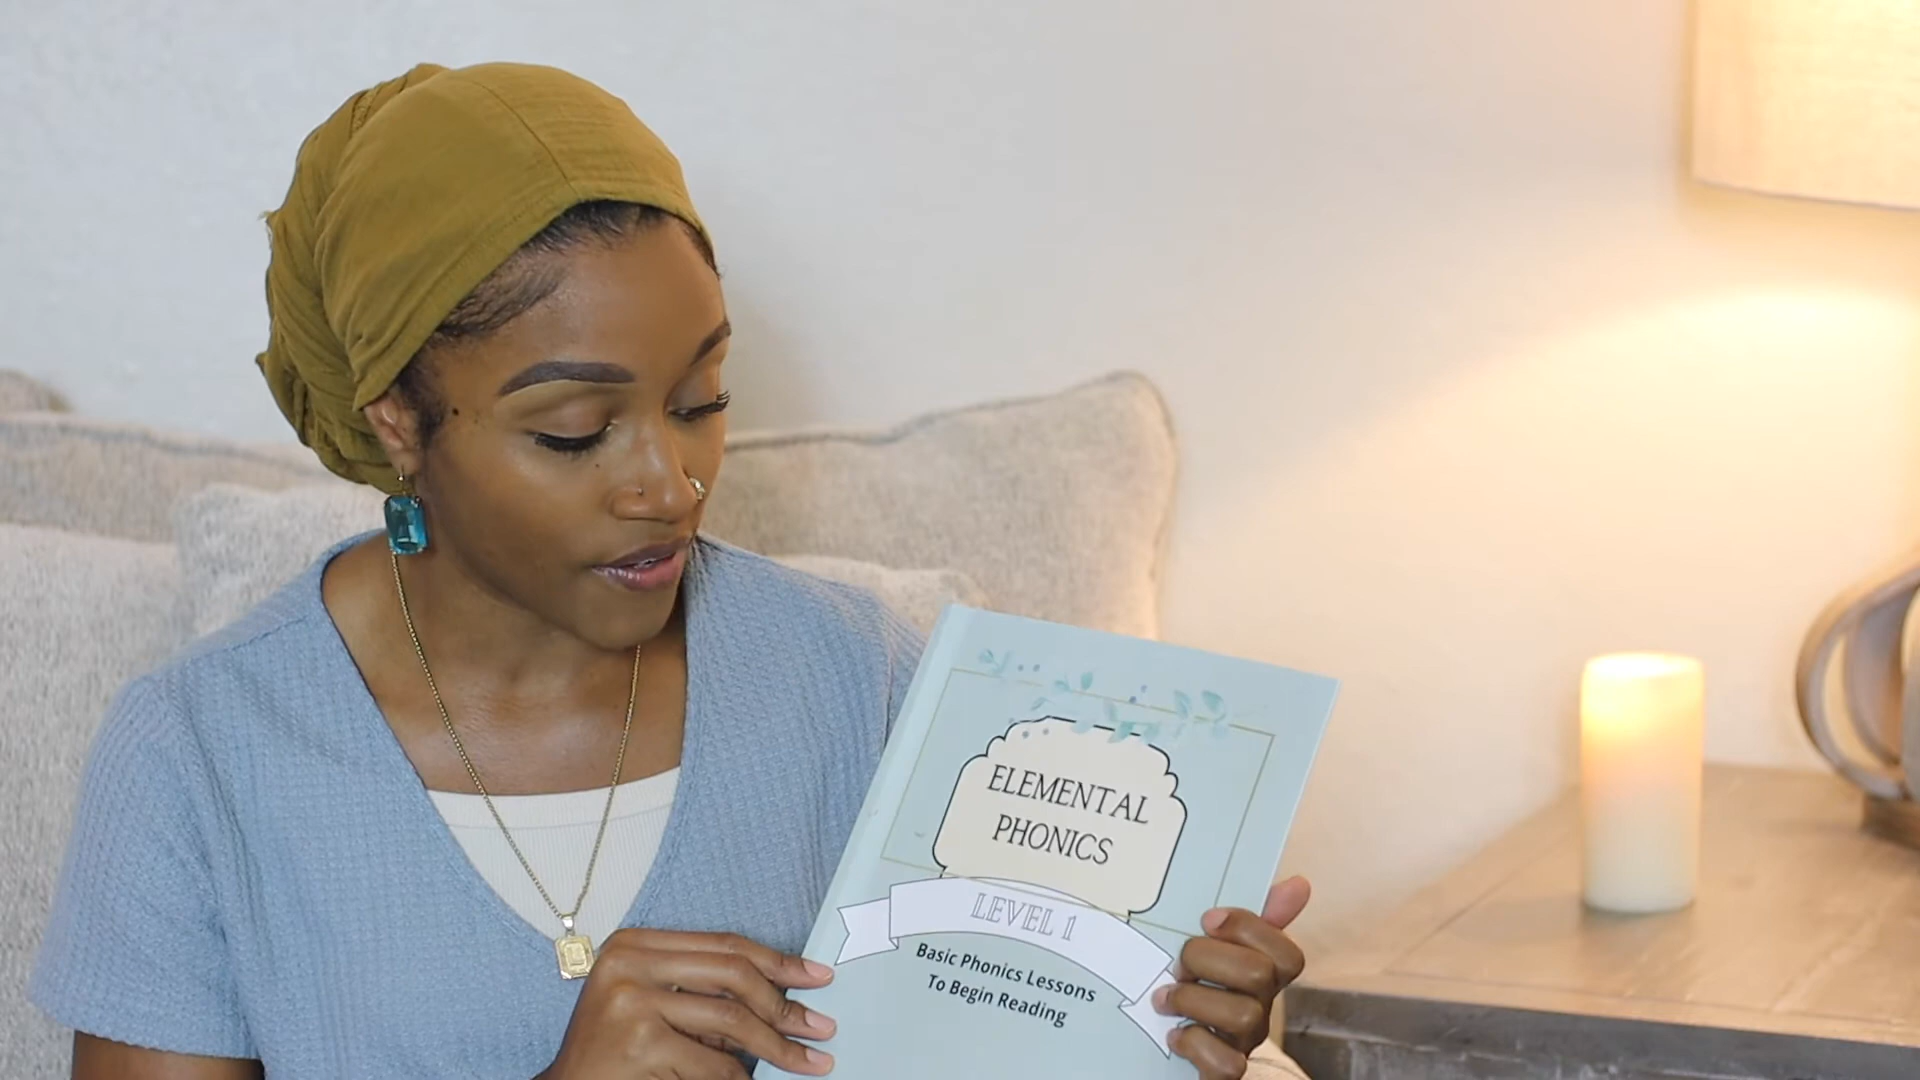 ELEMENTAL
PHONICS
LEVEL 1
Basic Phonics Lessons
To Begin Reading